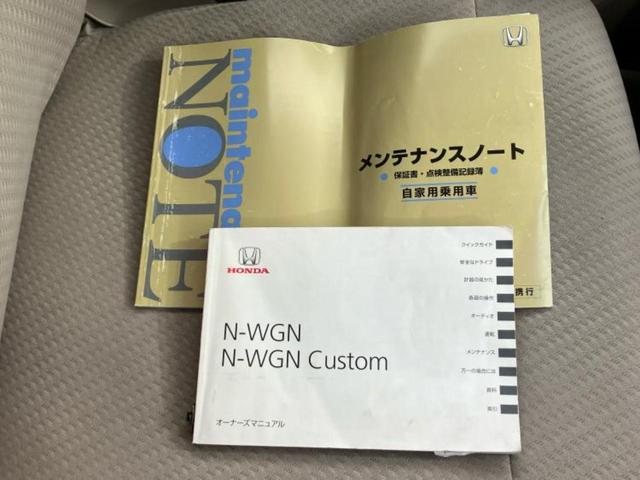 maintena
NOTE
メンテナンスノート
保証書・点検整備記録簿
自家用乗用車
携行
HONDA
N-WGN
N-WGN Custom
オーナーズマニュアル
クイックガイド
安全なドライブ
計器の見かた
各部の操作
オーディオ
運転
メンテナンス
万一の場合には
資料
索引